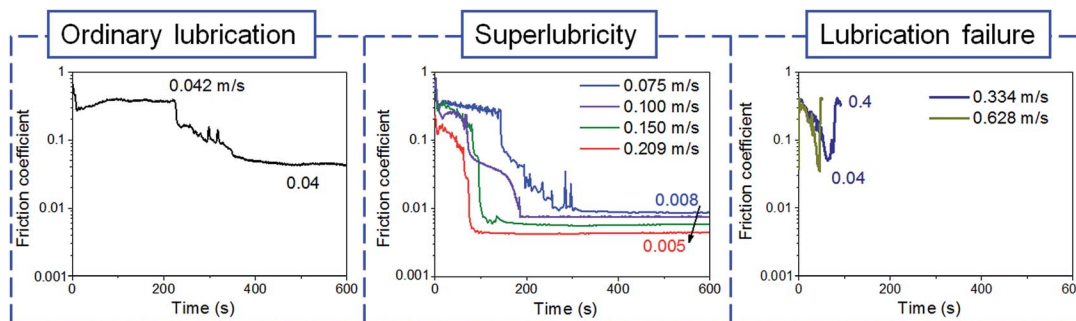 Ordinary lubrication
Friction coefficient
1
0.1
0.01
0.001
0.042 m/s
0.04
0
200
400
600
Time (s)
Superlubricity
Friction coefficient
1
0.1
0.01
0.001
0.075 m/s
0.100 m/s
0.150 m/s
0.209 m/s
0.008
0.005
0
200
400
600
Time (s)
Lubrication failure
Friction coefficient
1
0.1
0.01
0.001
0.4
0.04
0.334 m/s
0.628 m/s
0
200
400
600
Time (s)